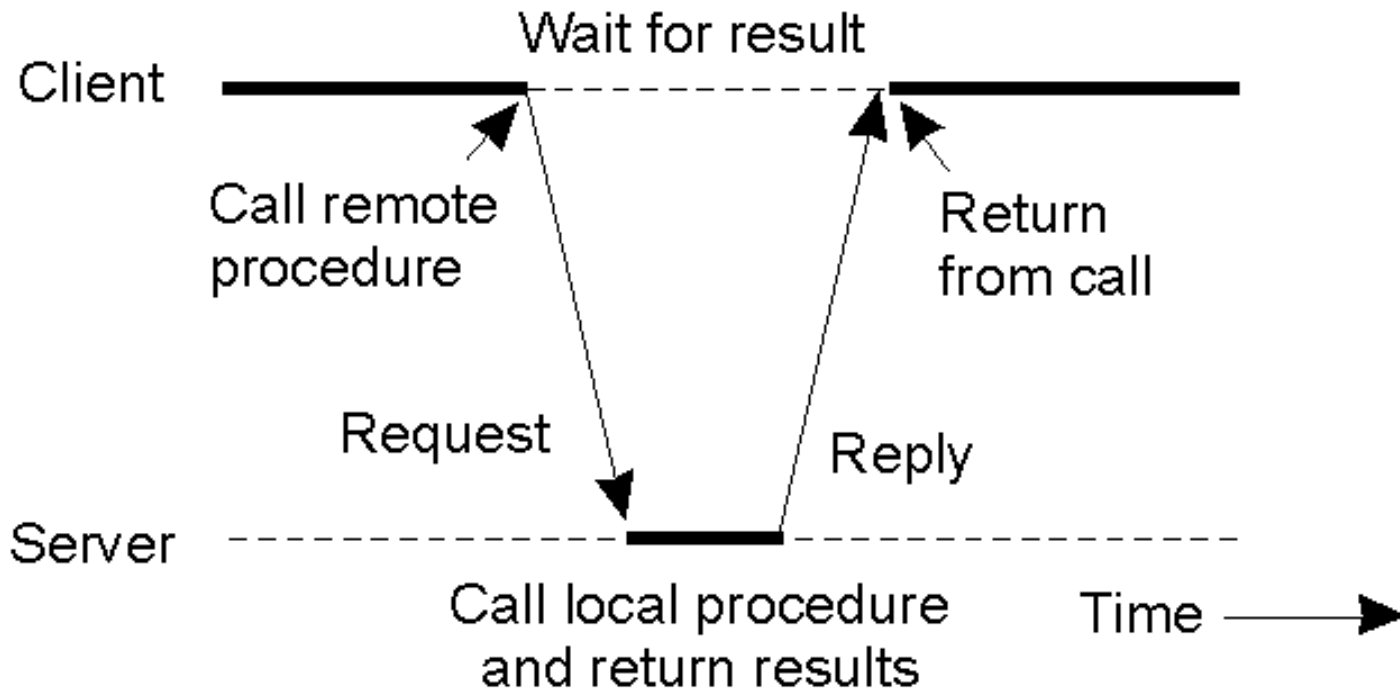 Wait for result
Client
Call remote
procedure
Return
from call
Request
Reply
Server
Call local procedure
and return results
Time